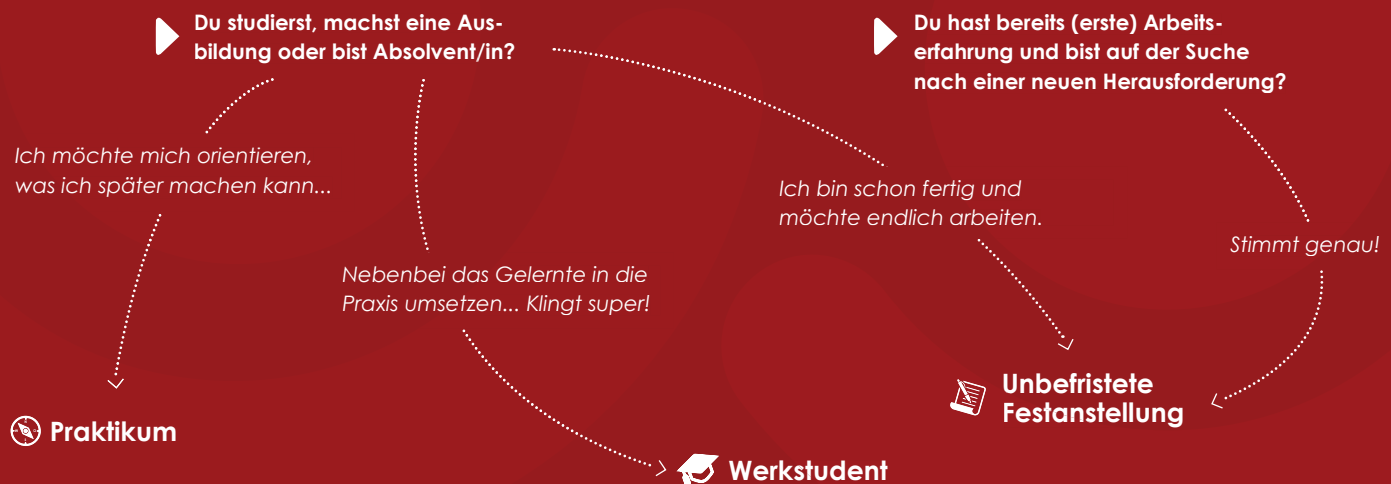 Du studierst, machst eine Aus-
bildung oder bist Absolvent/in?
Du hast bereits (erste) Arbeits-
erfahrung und bist auf der Suche
nach einer neuen Herausforderung?
Ich möchte mich orientieren,
was ich später machen kann...
Ich bin schon fertig und
möchte endlich arbeiten.
Stimmt genau!
Nebenbei das Gelernte in die
Praxis umsetzen... Klingt super!
Unbefristete
Festanstellung
Praktikum
Werkstudent